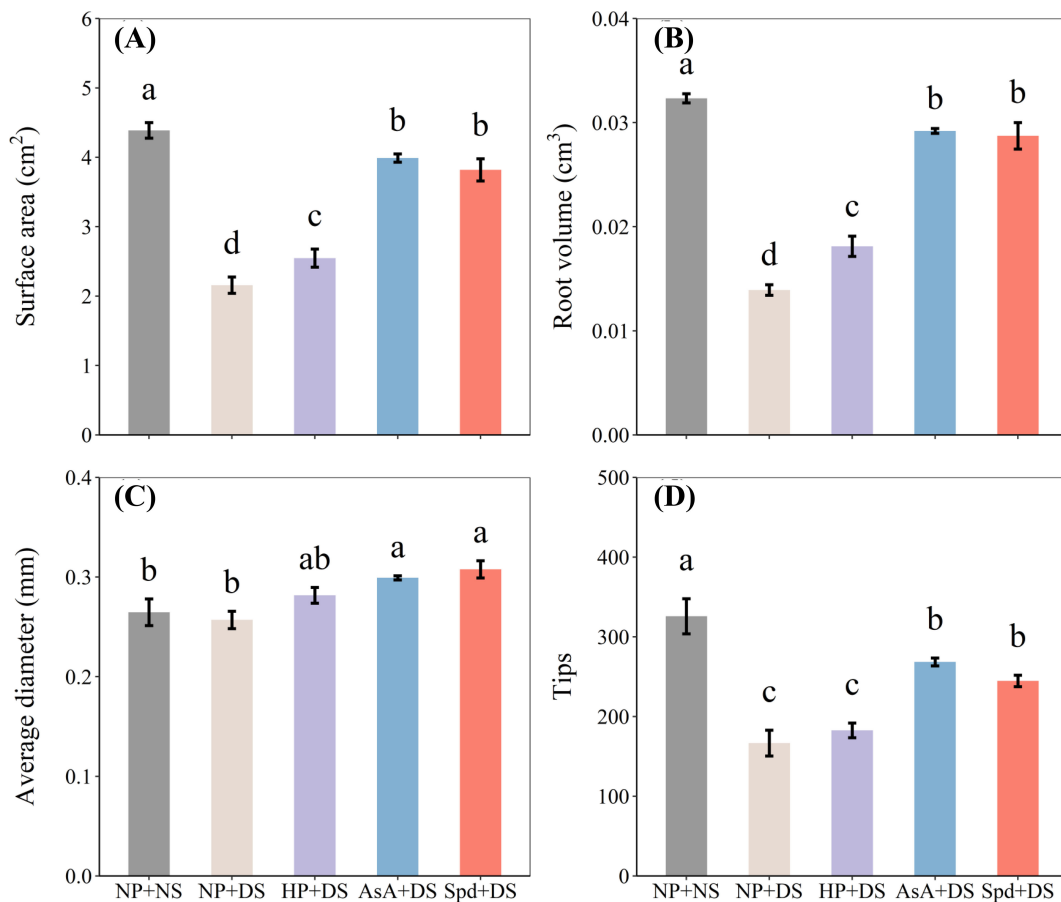 (A)
Surface area (cm²)
6
5
4
3
2
1
0
a
d
c
b
b
(B)
Root volume (cm³)
0.04
0.03
0.02
0.01
0.00
a
d
c
b
b
(C)
Average diameter (mm)
0.4
0.3
0.2
0.1
0.0
b
b
ab
a
a
NP+NS NP+DS HP+DS AsA+DS Spd+DS
(D)
Tips
500
400
300
200
100
0
a
c
c
b
b
NP+NS NP+DS HP+DS AsA+DS Spd+DS